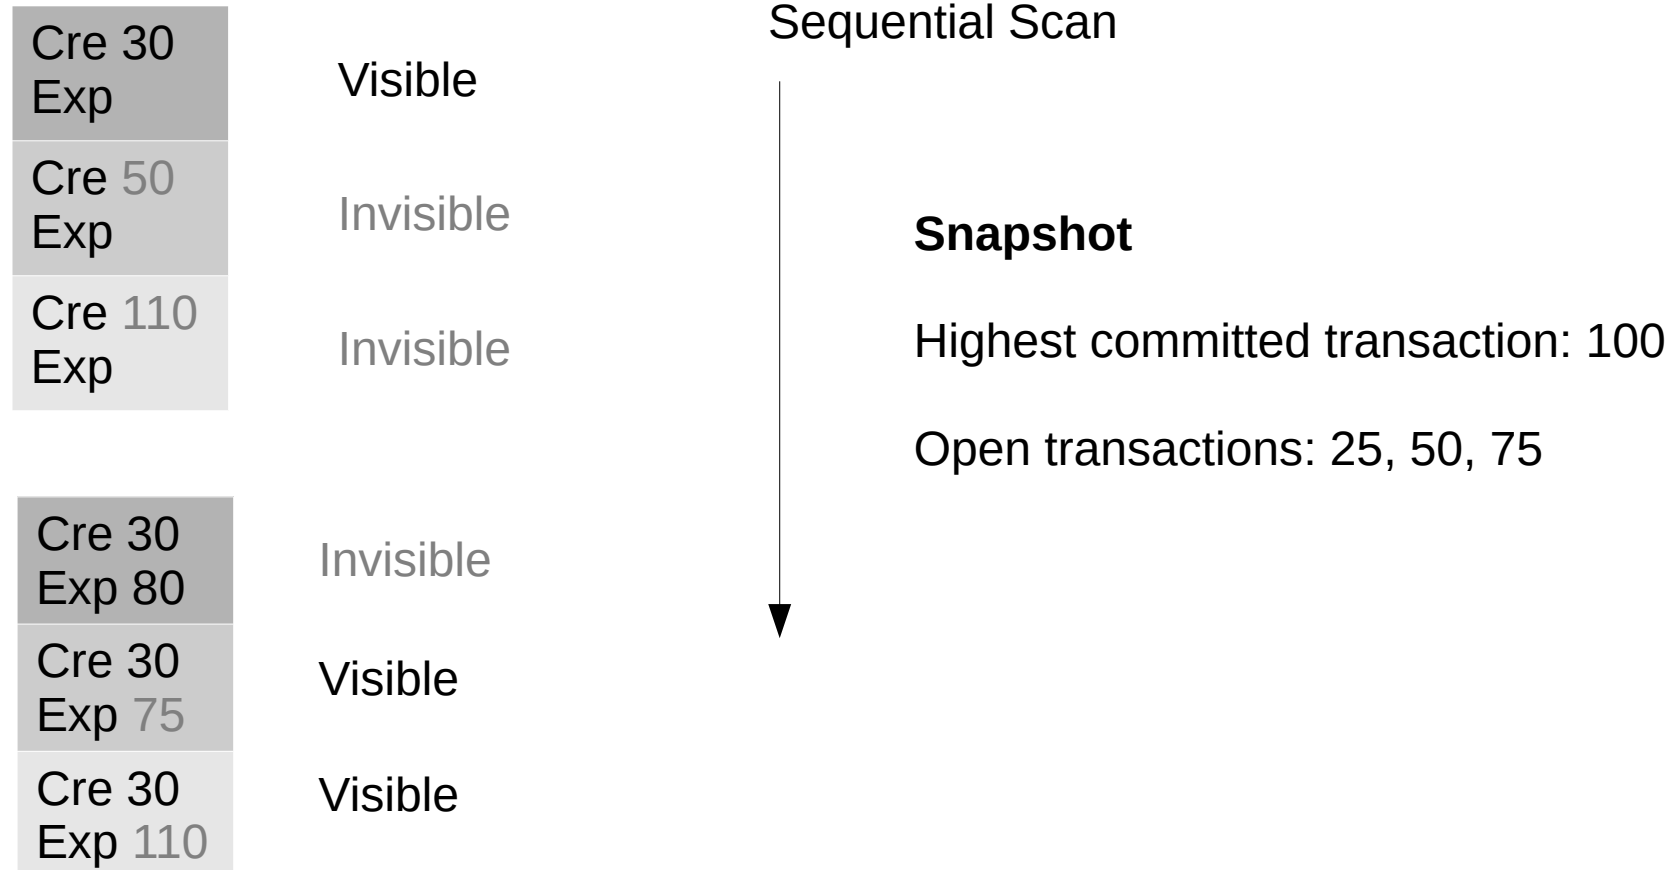 Sequential Scan
Cre 30
Exp
Visible
Cre 50
Exp
Invisible
Cre 110
Exp
Invisible
Snapshot
Highest committed transaction: 100
Open transactions: 25, 50, 75
Cre 30
Exp 80
Invisible
Cre 30
Exp 75
Visible
Cre 30
Exp 110
Visible